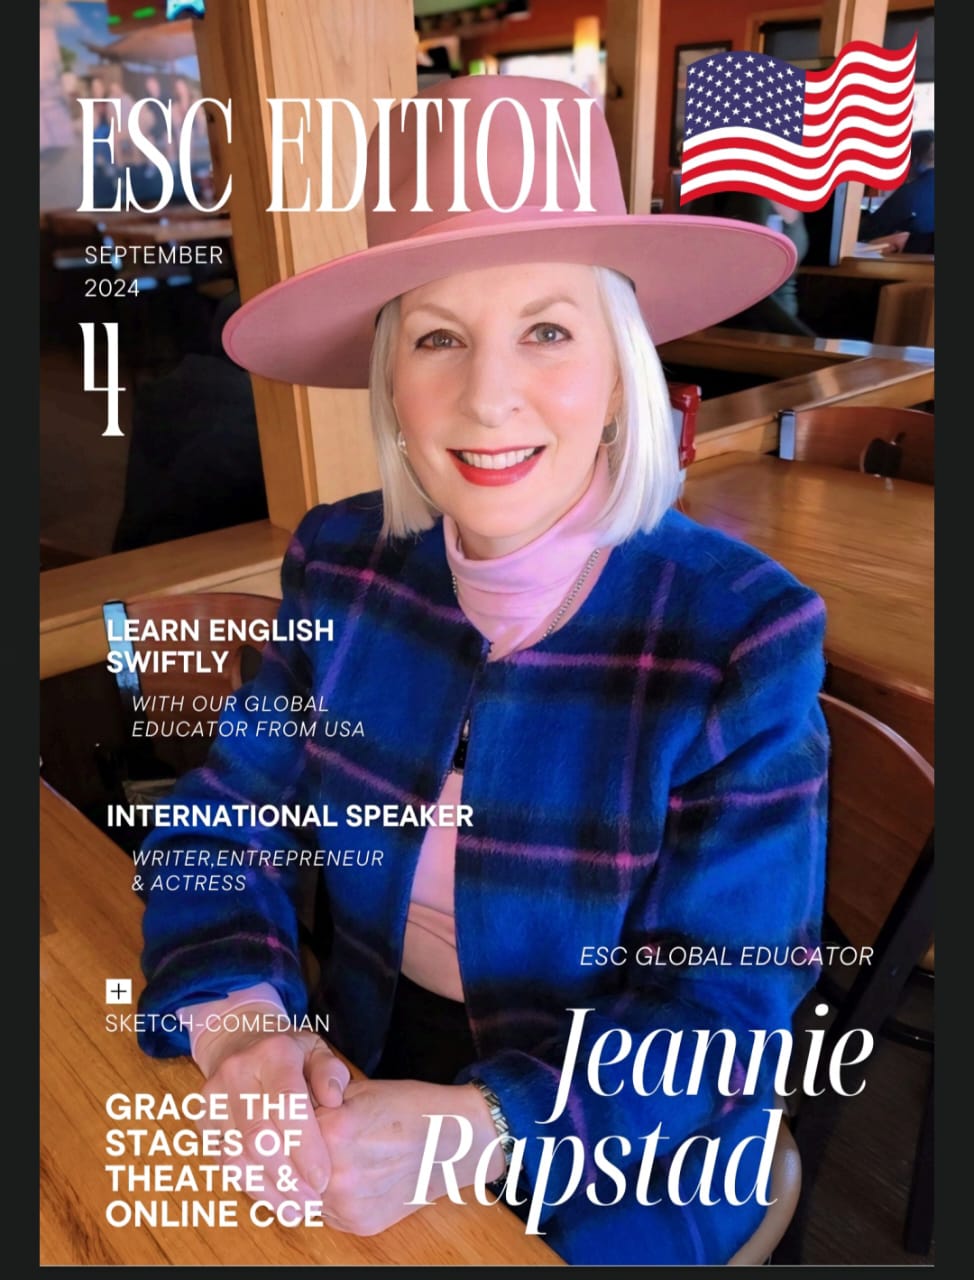 ESC EDITION
SEPTEMBER
2024
4
LEARN ENGLISH
SWIFTLY
WITH OUR GLOBAL
EDUCATOR FROM USA
INTERNATIONAL SPEAKER
WRITER,ENTREPRENEUR
& ACTRESS
ESC GLOBAL EDUCATOR
+
SKETCH-COMEDIAN
Jeannie
Rapstad
GRACE THE
STAGES OF
THEATRE &
ONLINE CCE